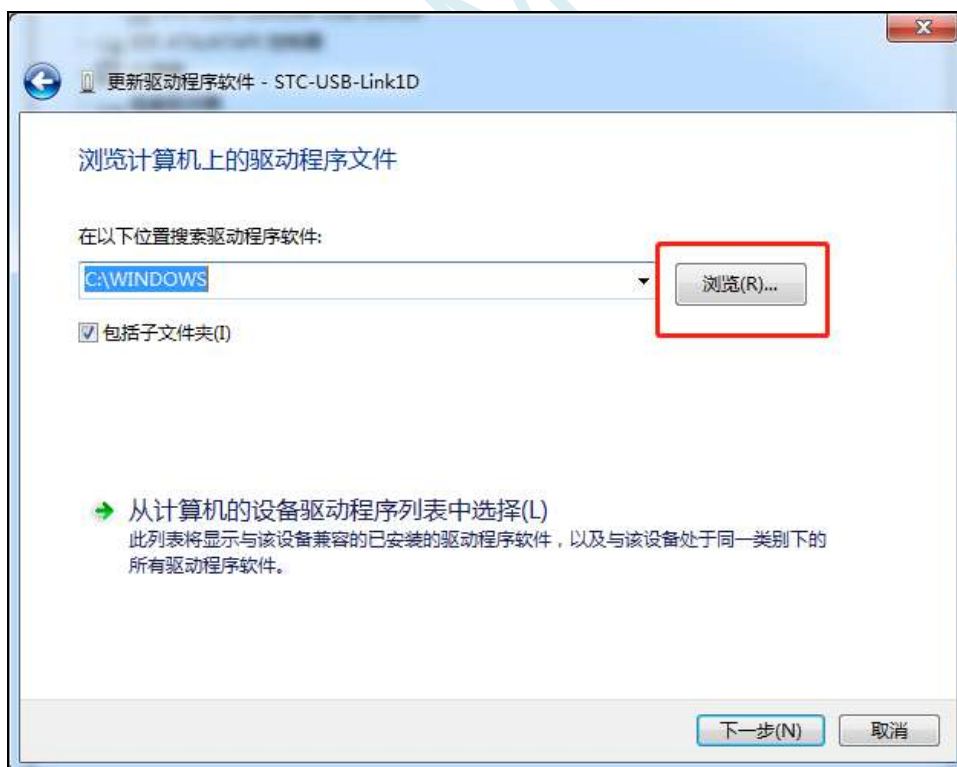 更新驱动程序软件 - STC-USB-Link1D
浏览计算机上的驱动程序文件
在以下位置搜索驱动程序软件:
C:\WINDOWS
浏览(R)...
包括子文件夹(I)
从计算机的设备驱动程序列表中选择(L)
此列表将显示与该设备兼容的已安装的驱动程序软件，以及与该设备处于同一类别下的
所有驱动程序软件。
下一步(N)
取消